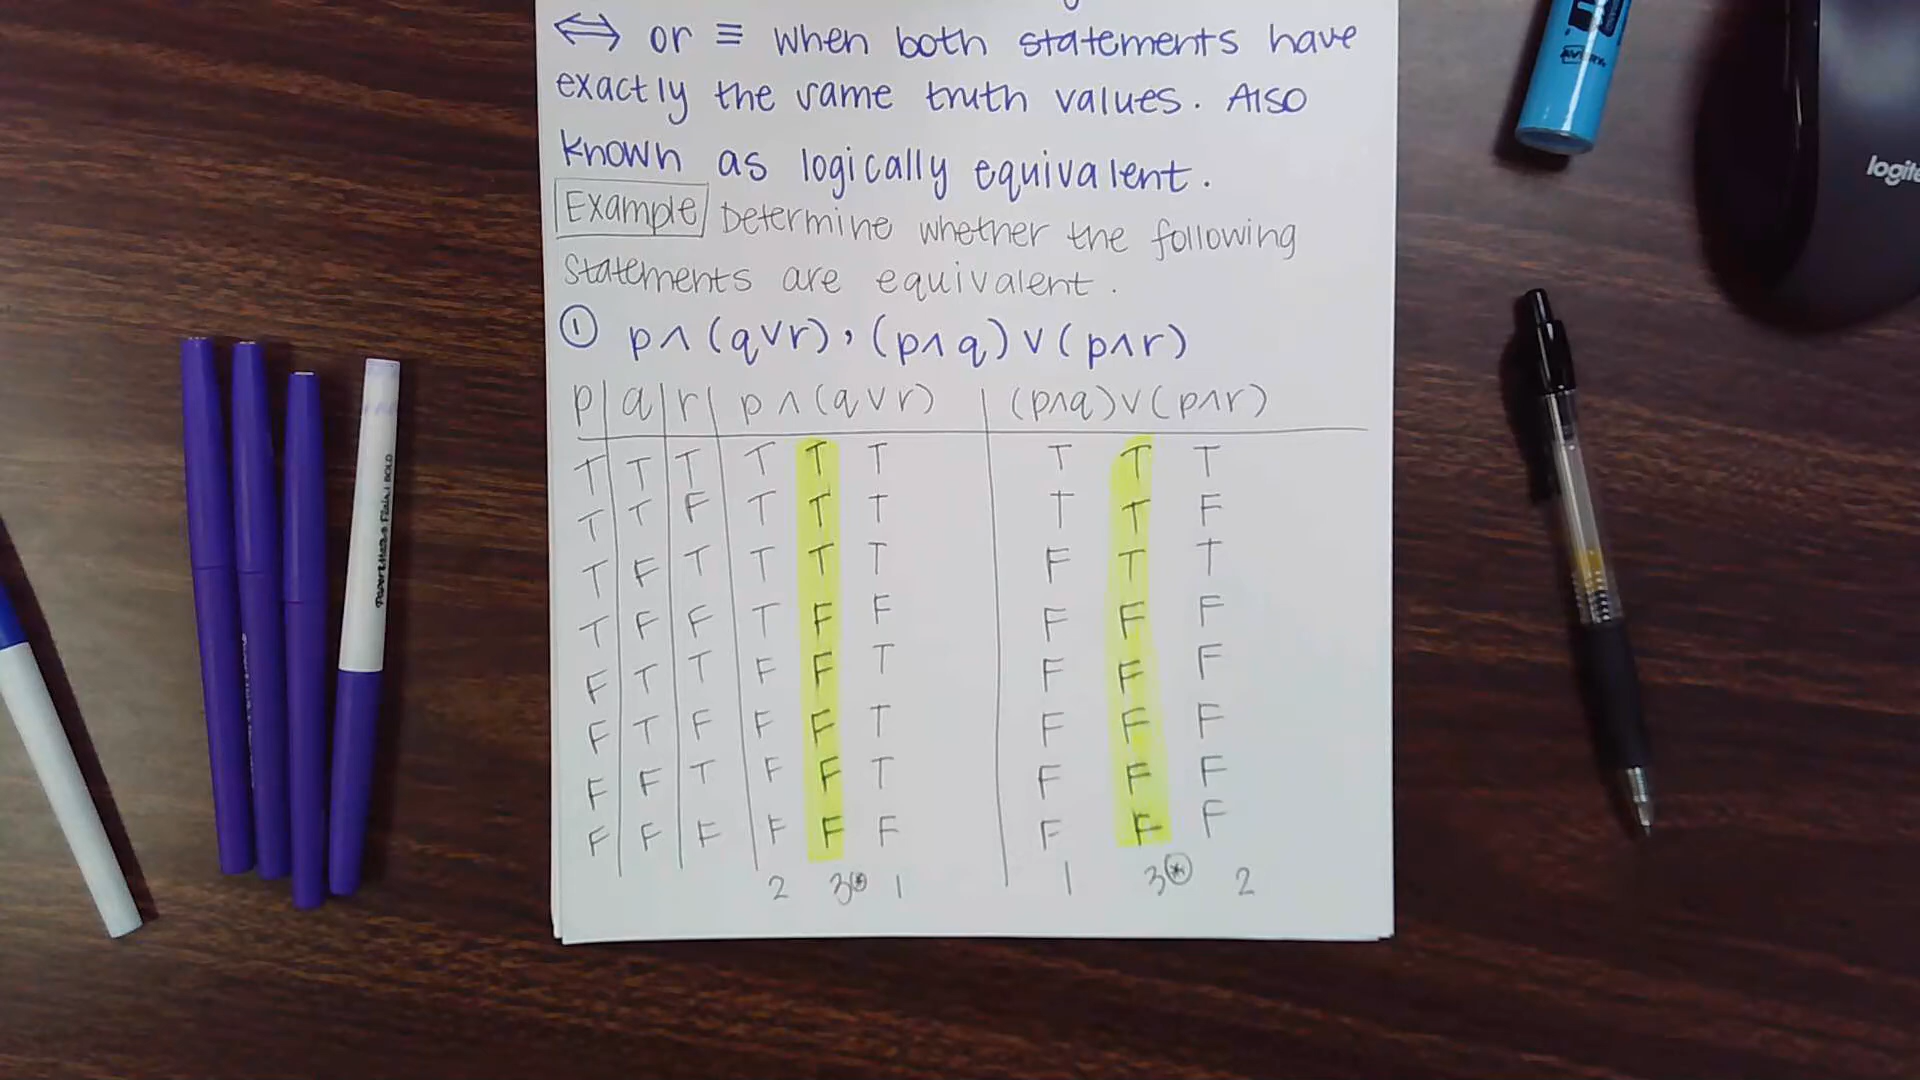 ⟺ or ≡ when both statements have
exactly the same truth values. Also
known as logically equivalent.
Example Determine whether the following
statements are equivalent.
① p∧(q∨r), (p∧q)∨(p∧r)
p q r p∧(q∨r) (p∧q)∨(p∧r)
T T T T T T T T T
T T F T T T T T F
T F T T T T F T T
T F F T F F F F F
F T T F F T F F F
F T F F F T F F F
F F T F F T F F F
F F F F F F F F F
2 3⊛ 1 1 3⊛ 2
AVERY